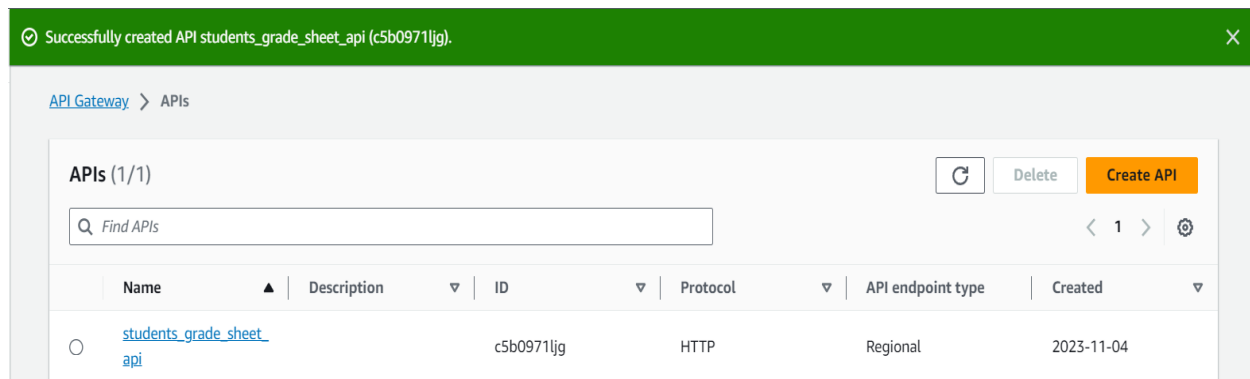 Successfully created API students_grade_sheet_api (c5b0971ljg).
API Gateway > APIs
APIs (1/1)
Delete
Create API
Find APIs
1
Name
Description
ID
Protocol
API endpoint type
Created
students_grade_sheet_
api
c5b0971ljg
HTTP
Regional
2023-11-04